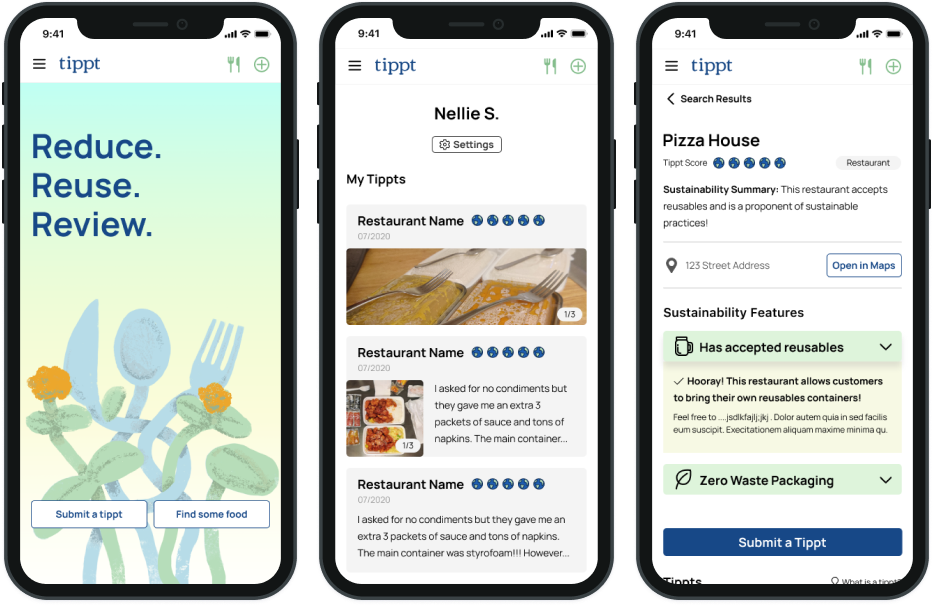 9:41
tippt
Reduce.
Reuse.
Review.
Submit a tippt
Find some food
9:41
tippt
Nellie S.
Settings
My Tippts
Restaurant Name
07/2020
1/3
Restaurant Name
07/2020
I asked for no condiments but
they gave me an extra 3
packets of sauce and tons of
napkins. The main container...
1/3
Restaurant Name
07/2020
I asked for no condiments but they gave me an
extra 3 packets of sauce and tons of napkins.
The main container was styrofoam!!! However...
9:41
tippt
Search Results
Pizza House
Tippt Score
Restaurant
Sustainability Summary: This restaurant accepts
reusables and is a proponent of sustainable
practices!
123 Street Address
Open in Maps
Sustainability Features
Has accepted reusables
Hooray! This restaurant allows customers
to bring their own reusables containers!
Feel free to ....jsdlkfajlj;jkj . Dolor autem quia in sed facilis
eum suscipit. Execitationem aliquam maxime minima qu.
Zero Waste Packaging
Submit a Tippt
Tippts
What is a tippt?